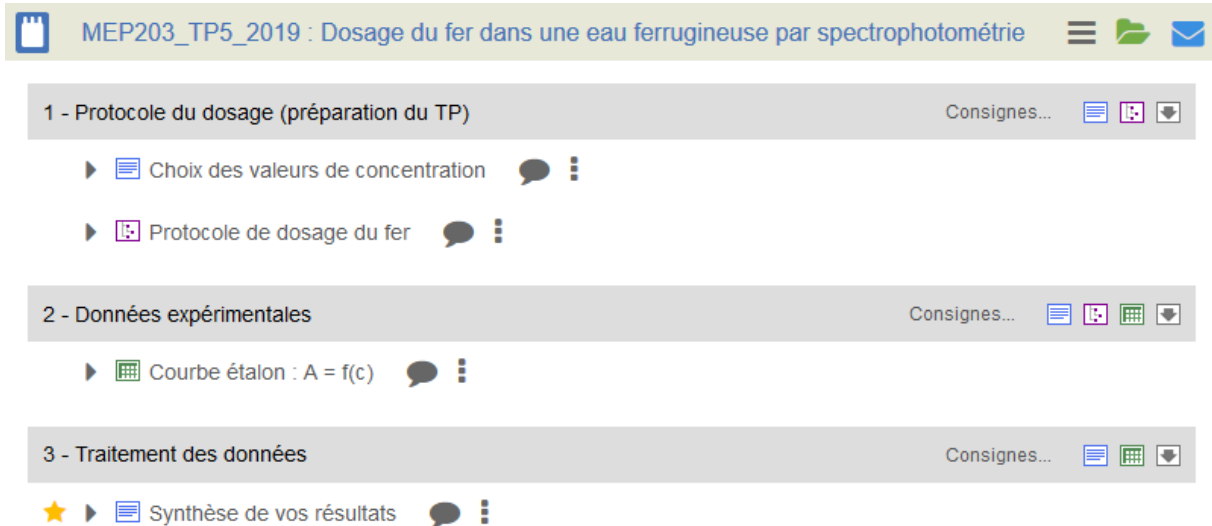 MEP203_TP5_2019 : Dosage du fer dans une eau ferrugineuse par spectrophotométrie
1 - Protocole du dosage (préparation du TP) Consignes...
Choix des valeurs de concentration
Protocole de dosage du fer
2 - Données expérimentales Consignes...
Courbe étalon : A = f(c)
3 - Traitement des données Consignes...
Synthèse de vos résultats